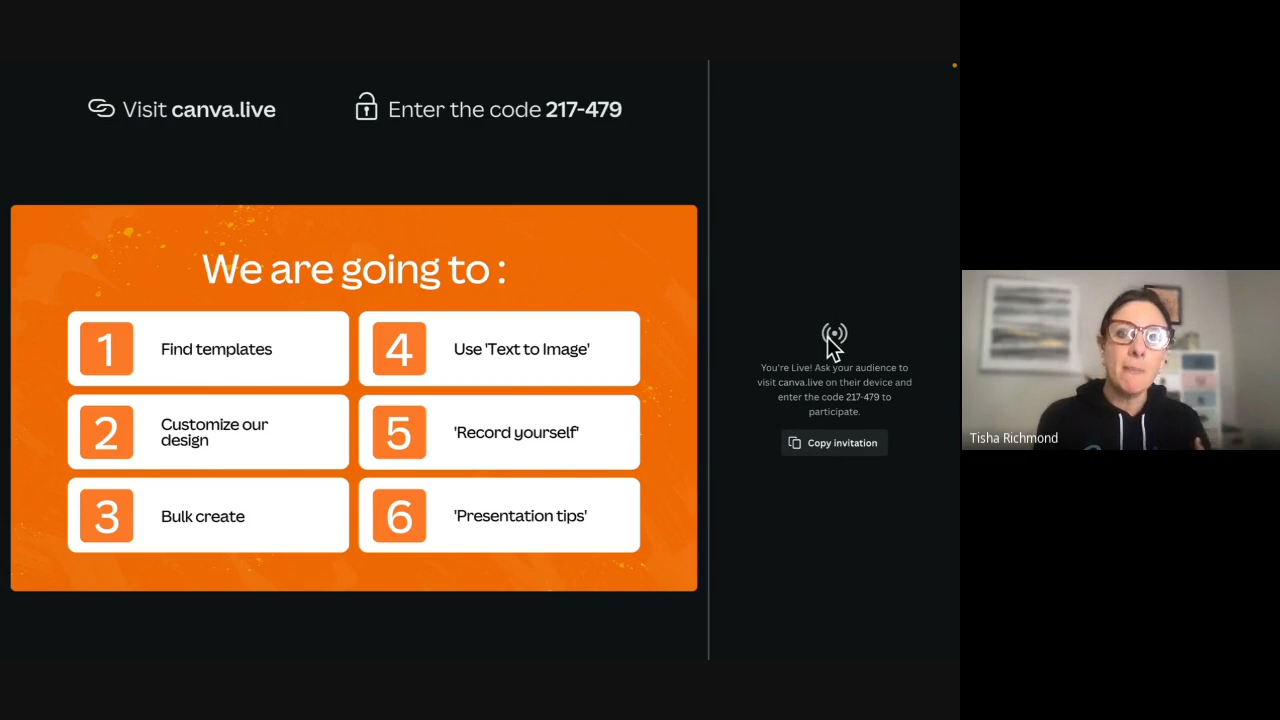 Visit canva.live
Enter the code 217-479
We are going to :
1
Find templates
2
Customize our
design
3
Bulk create
4
Use 'Text to Image'
5
'Record yourself'
6
'Presentation tips'
You're Live! Ask your audience to
visit canva.live on their device and
enter the code 217-479 to
participate.
Copy invitation
Tisha Richmond